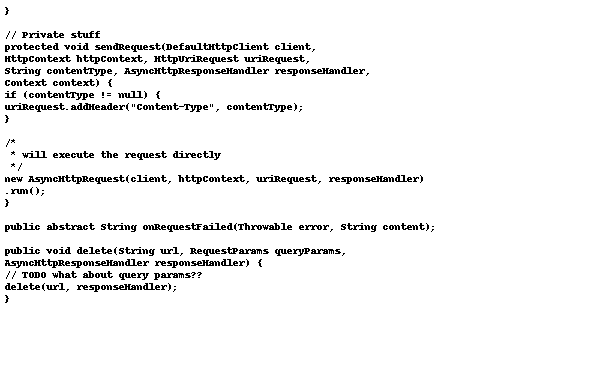 }
// Private stuff
protected void sendRequest(DefaultHttpClient client,
HttpContext httpContext, HttpUriRequest uriRequest,
String contentType, AsyncHttpResponseHandler responseHandler,
Context context) {
if (contentType != null) {
uriRequest.addHeader("Content-Type", contentType);
}
/*
* will execute the request directly
*/
new AsyncHttpRequest(client, httpContext, uriRequest, responseHandler)
.run();
}
public abstract String onRequestFailed(Throwable error, String content);
public void delete(String url, RequestParams queryParams,
AsyncHttpResponseHandler responseHandler) {
// TODO what about query params??
delete(url, responseHandler);
}